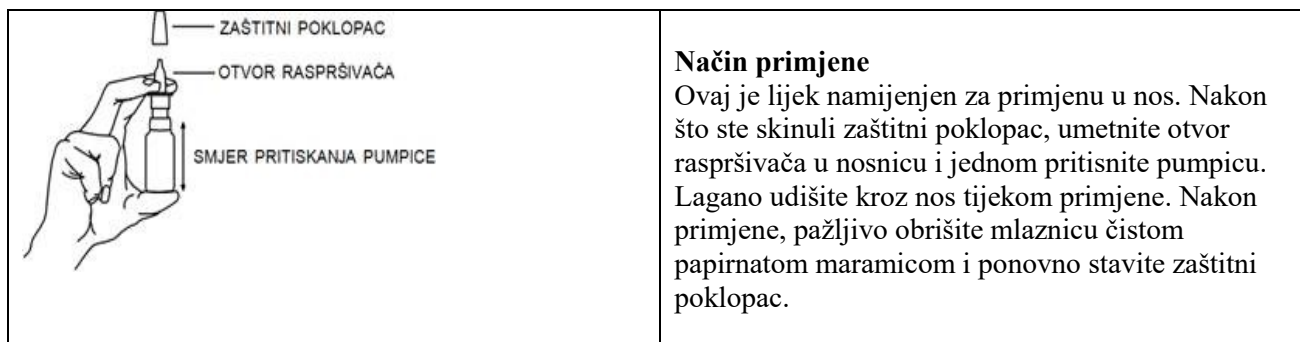 ZAŠTITNI POKLOPAC
OTVOR RASPRŠIVAČA
SMJER PRITISKANJA PUMPICE
Način primjene
Ovaj je lijek namijenjen za primjenu u nos. Nakon
što ste skinuli zaštitni poklopac, umetnite otvor
raspršivača u nosnicu i jednom pritisnite pumpicu.
Lagano udišite kroz nos tijekom primjene. Nakon
primjene, pažljivo obrišite mlaznicu čistom
papirnatom maramicom i ponovno stavite zaštitni
poklopac.